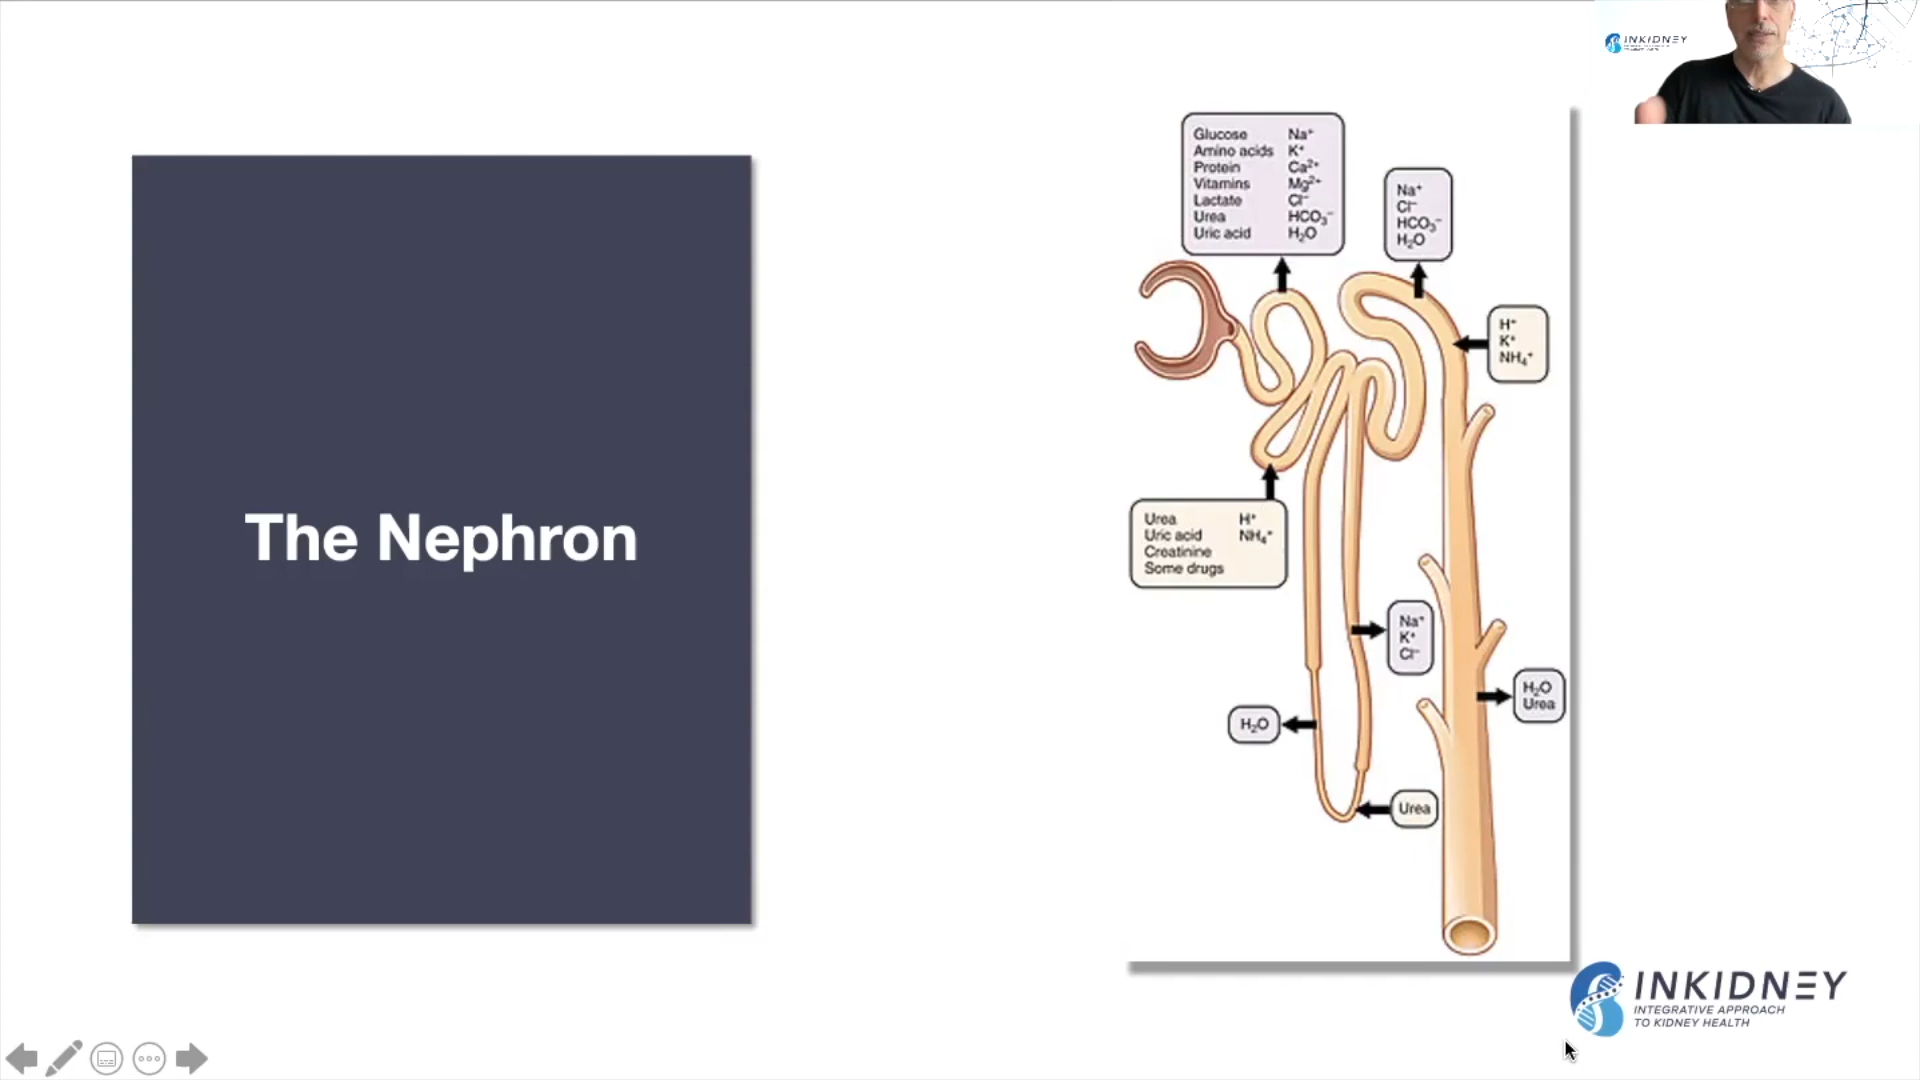 INKIDNEY
Glucose Na⁺
Amino acids K⁺
Protein Ca²⁺
Vitamins Mg²⁺
Lactate Cl⁻
Urea HCO₃⁻
Uric acid H₂O
Na⁺
Cl⁻
HCO₃⁻
H₂O
H⁺
K⁺
NH₄⁺
The Nephron
Urea H⁺
Uric acid NH₄⁺
Creatinine
Some drugs
Na⁺
K⁺
Cl⁻
H₂O
Urea
H₂O
Urea
INKIDNEY
INTEGRATIVE APPROACH
TO KIDNEY HEALTH